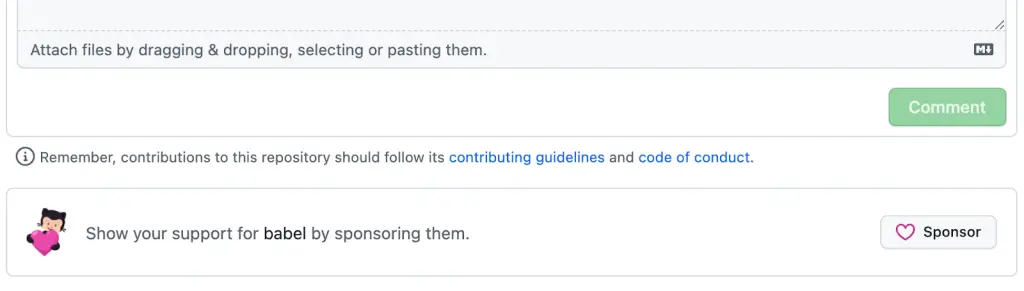 Attach files by dragging & dropping, selecting or pasting them.
Comment
Remember, contributions to this repository should follow its contributing guidelines and code of conduct.
Show your support for babel by sponsoring them.
Sponsor